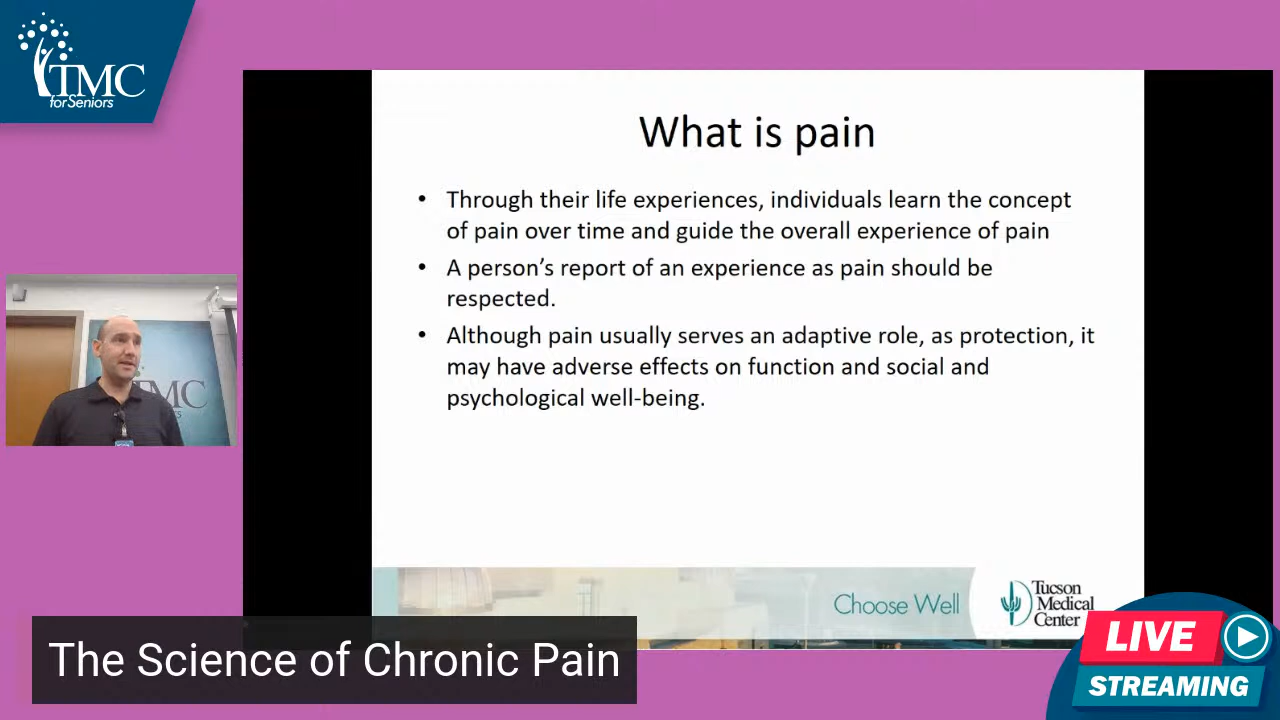 TMC
for Seniors
What is pain
• Through their life experiences, individuals learn the concept
of pain over time and guide the overall experience of pain
• A person's report of an experience as pain should be
respected.
• Although pain usually serves an adaptive role, as protection, it
may have adverse effects on function and social and
psychological well-being.
TMC
Choose Well
Tucson
Medical
Center
The Science of Chronic Pain
LIVE
STREAMING